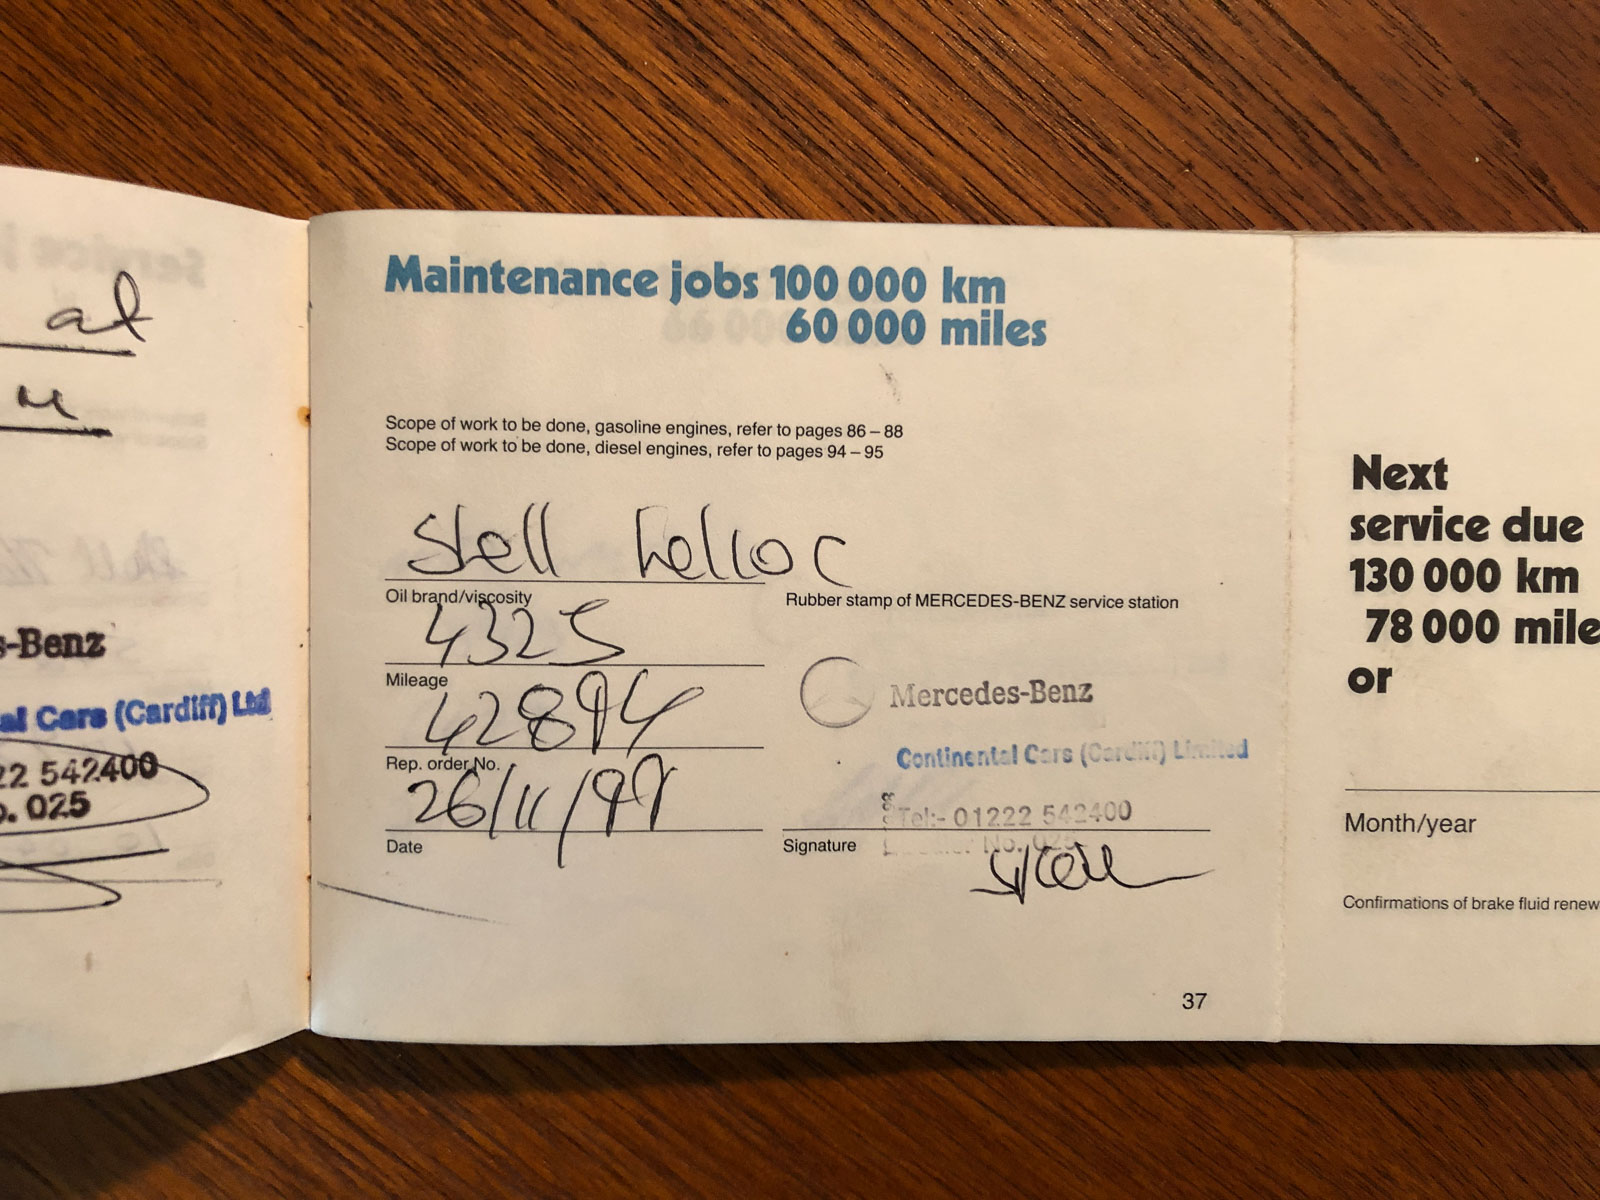 al
Maintenance jobs 100 000 km
60 000 miles
Scope of work to be done, gasoline engines, refer to pages 86 – 88
Scope of work to be done, diesel engines, refer to pages 94 – 95
Shell
Oil brand/viscosity
4325
Mileage
42894
Rep. order No.
26/11/99
Date
Rubber stamp of MERCEDES-BENZ service station
Mercedes-Benz
Continental Cars (Cardiff) Limited
Tel:- 01222 542400
Dealer No. 025
Signature
37
s-Benz
al Cars (Cardiff) Ltd
22 542400
o. 025
Next
service due
130 000 km
78 000 mile
or
Month/year
Confirmations of brake fluid renew